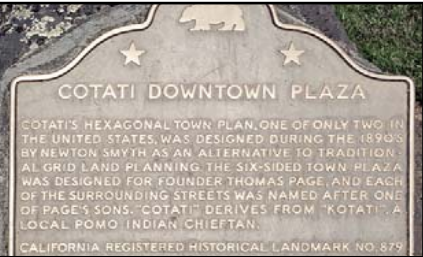 COTATI DOWNTOWN PLAZA
COTATI'S HEXAGONAL TOWN PLAN, ONE OF ONLY TWO IN
THE UNITED STATES, WAS DESIGNED DURING THE 1890'S
BY NEWTON SMYTH AS AN ALTERNATIVE TO TRADITION-
AL GRID LAND PLANNING. THE SIX-SIDED TOWN PLAZA
WAS DESIGNED FOR FOUNDER THOMAS PAGE, AND EACH
OF THE SURROUNDING STREETS WAS NAMED AFTER ONE
OF PAGE'S SONS. "COTATI" DERIVES FROM "KOTATI", A
LOCAL POMO INDIAN CHIEFTAN.
CALIFORNIA REGISTERED HISTORICAL LANDMARK NO. 879